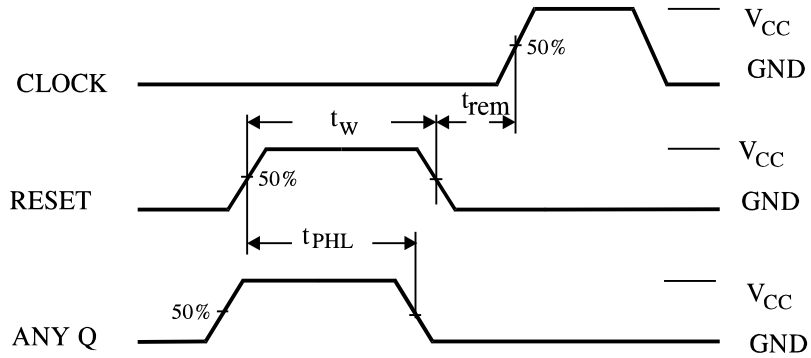 V_CC
50%
CLOCK
GND
t_rem
t_w
V_CC
50%
RESET
GND
t_PHL
V_CC
50%
ANY Q
GND